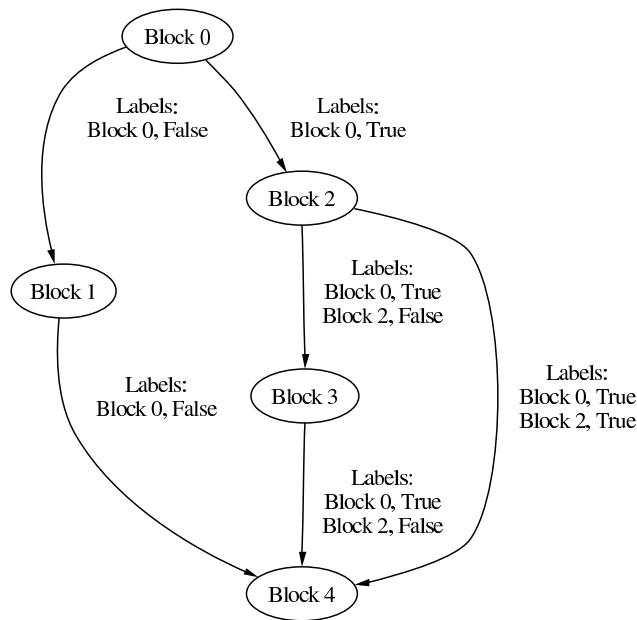 Block 0
Labels:
Block 0, False
Labels:
Block 0, True
Block 2
Labels:
Block 0, True
Block 2, False
Block 1
Labels:
Block 0, False
Block 3
Labels:
Block 0, True
Block 2, True
Labels:
Block 0, True
Block 2, False
Block 4